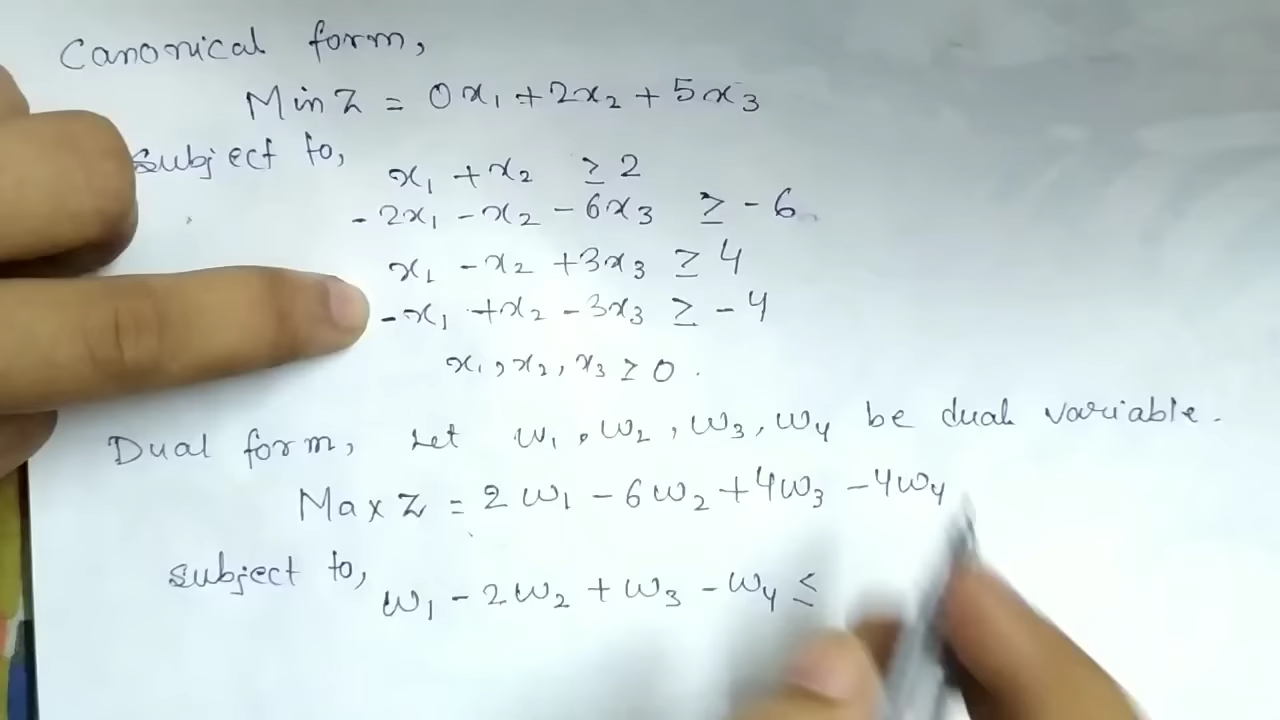 Canonical form,
Min Z = 0x₁ + 2x₂ + 5x₃
subject to,
x₁ + x₂ ≥ 2
-2x₁ - x₂ - 6x₃ ≥ -6
x₁ - x₂ + 3x₃ ≥ 4
-x₁ + x₂ - 3x₃ ≥ -4
x₁, x₂, x₃ ≥ 0.
Dual form, Let w₁, w₂, w₃, w₄ be dual variable.
Max Z = 2w₁ - 6w₂ + 4w₃ - 4w₄
subject to,
w₁ - 2w₂ + w₃ - w₄ ≤